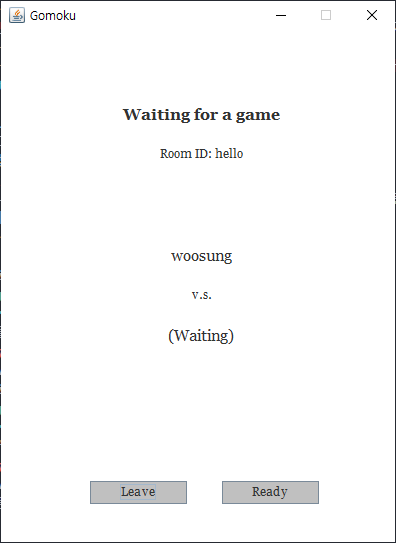 Gomoku
Waiting for a game
Room ID: hello
woosung
v.s.
(Waiting)
Leave
Ready